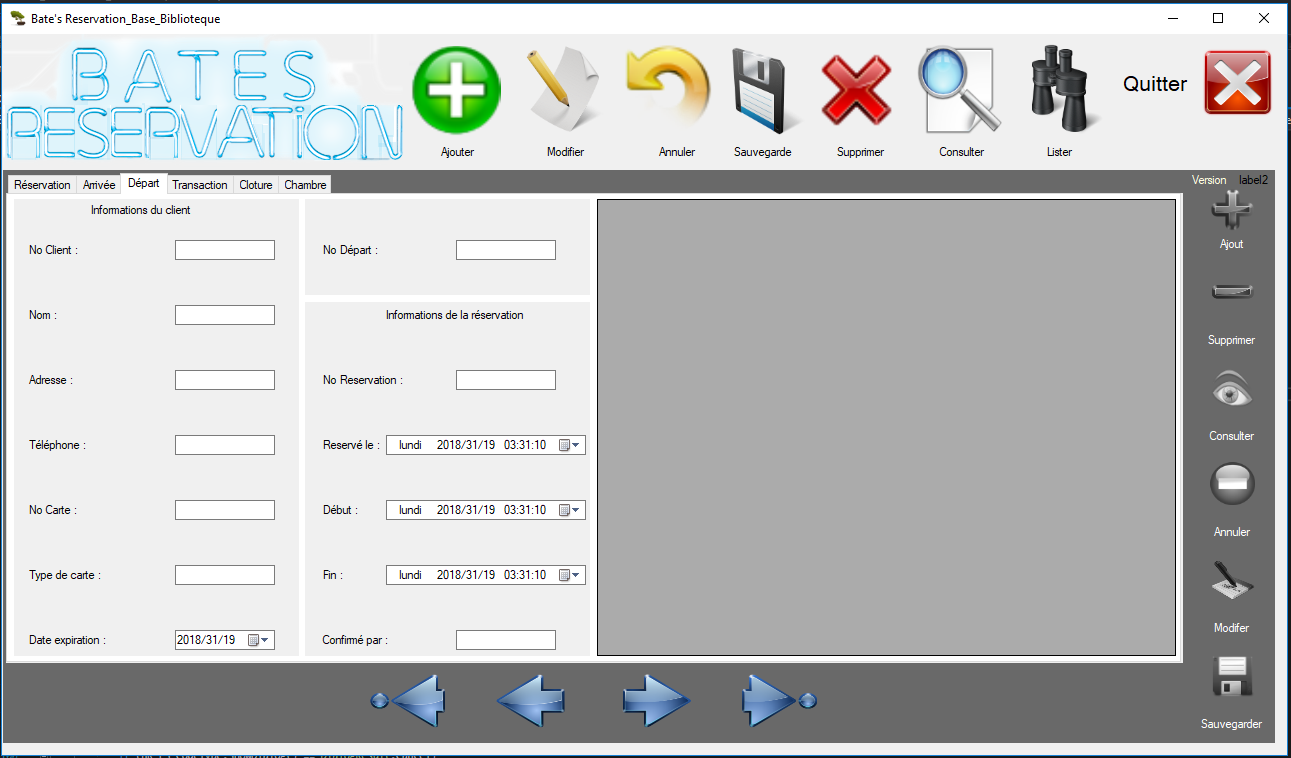 Bate's Reservation_Base_Biblioteque
BATES
RESERVATiON
Ajouter
Modifier
Annuler
Sauvegarde
Supprimer
Consulter
Lister
Quitter
Réservation
Arrivée
Départ
Transaction
Cloture
Chambre
Version label2
Informations du client
No Client :
Nom :
Adresse :
Téléphone :
No Carte :
Type de carte :
Date expiration : 2018/31/19
No Départ :
Informations de la réservation
No Reservation :
Reservé le : lundi 2018/31/19 03:31:10
Début : lundi 2018/31/19 03:31:10
Fin : lundi 2018/31/19 03:31:10
Confirmé par :
Ajout
Supprimer
Consulter
Annuler
Modifer
Sauvegarder